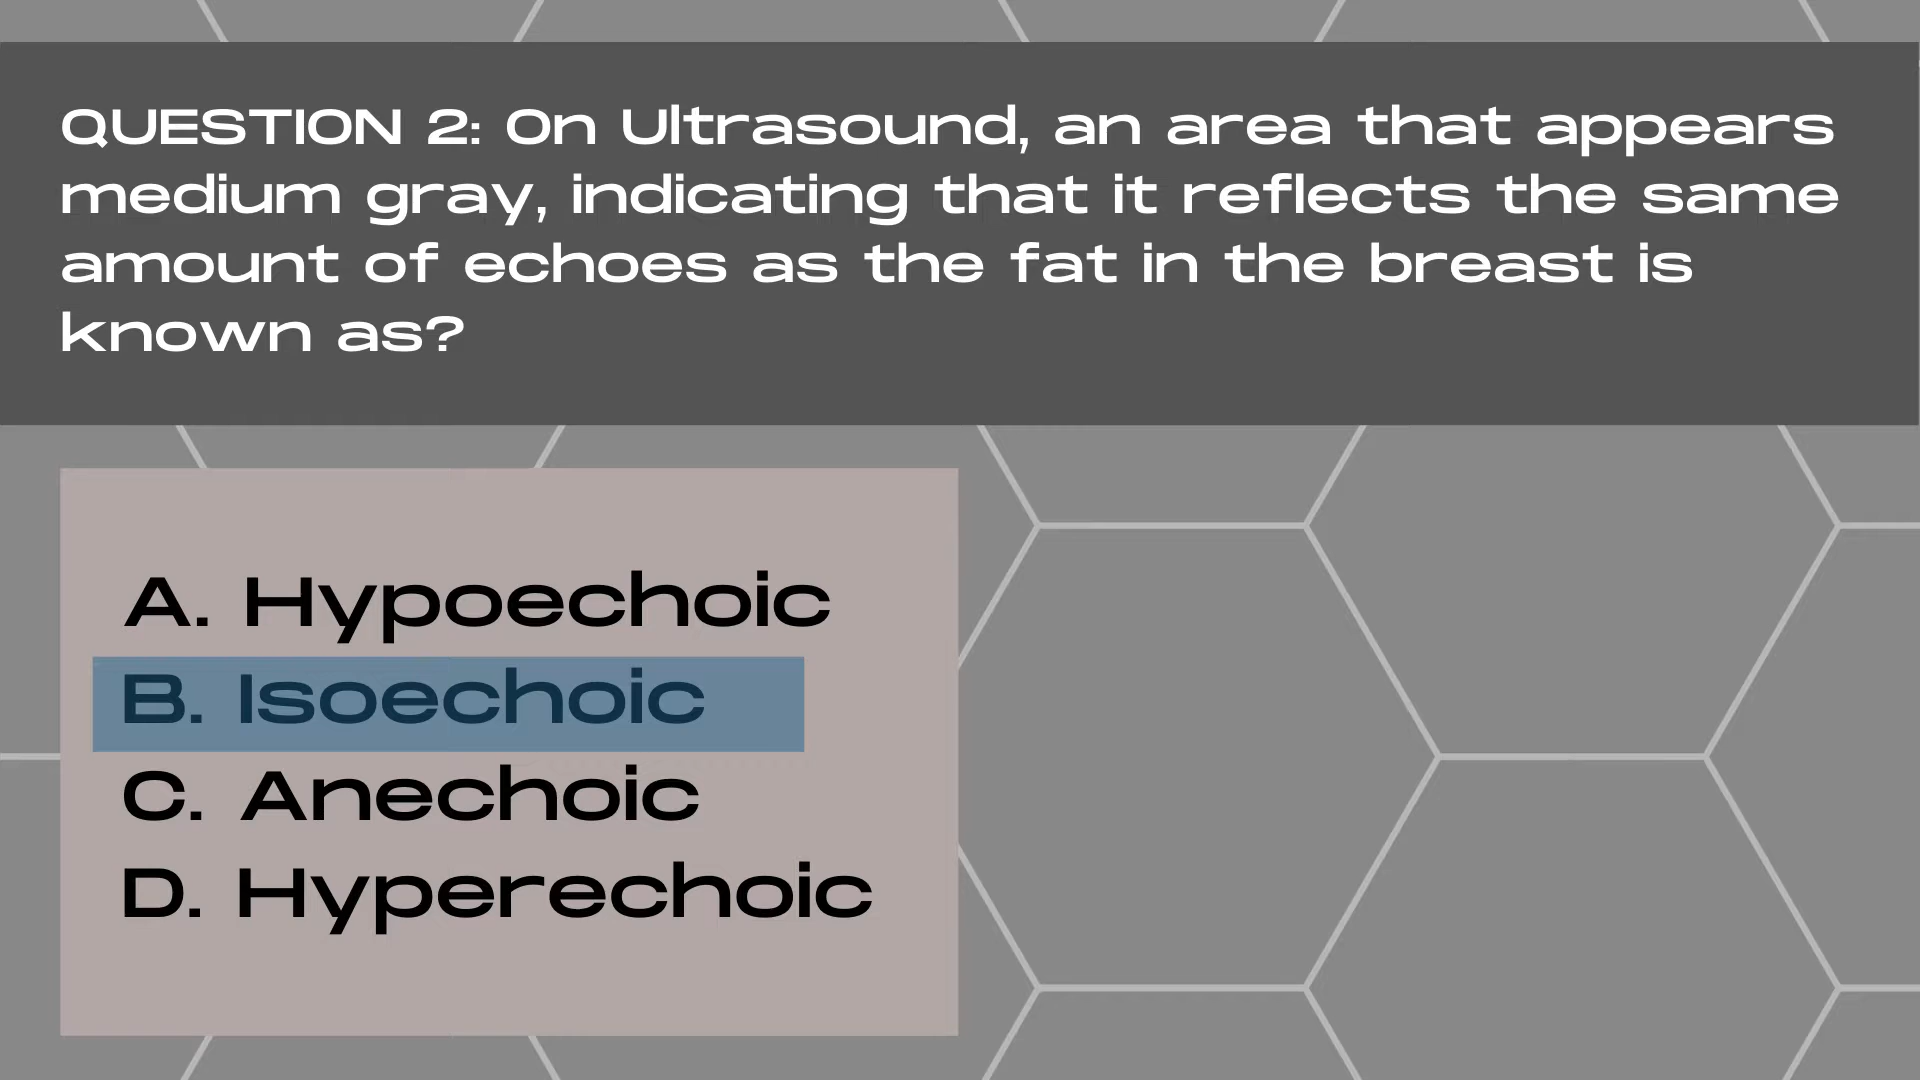 QUESTION 2: On Ultrasound, an area that appears
medium gray, indicating that it reflects the same
amount of echoes as the fat in the breast is
known as?
A. Hypoechoic
B. Isoechoic
C. Anechoic
D. Hyperechoic